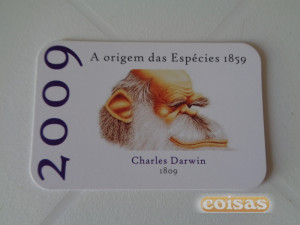 2009
A origem das Espécies 1859
Charles Darwin
1809
coisas